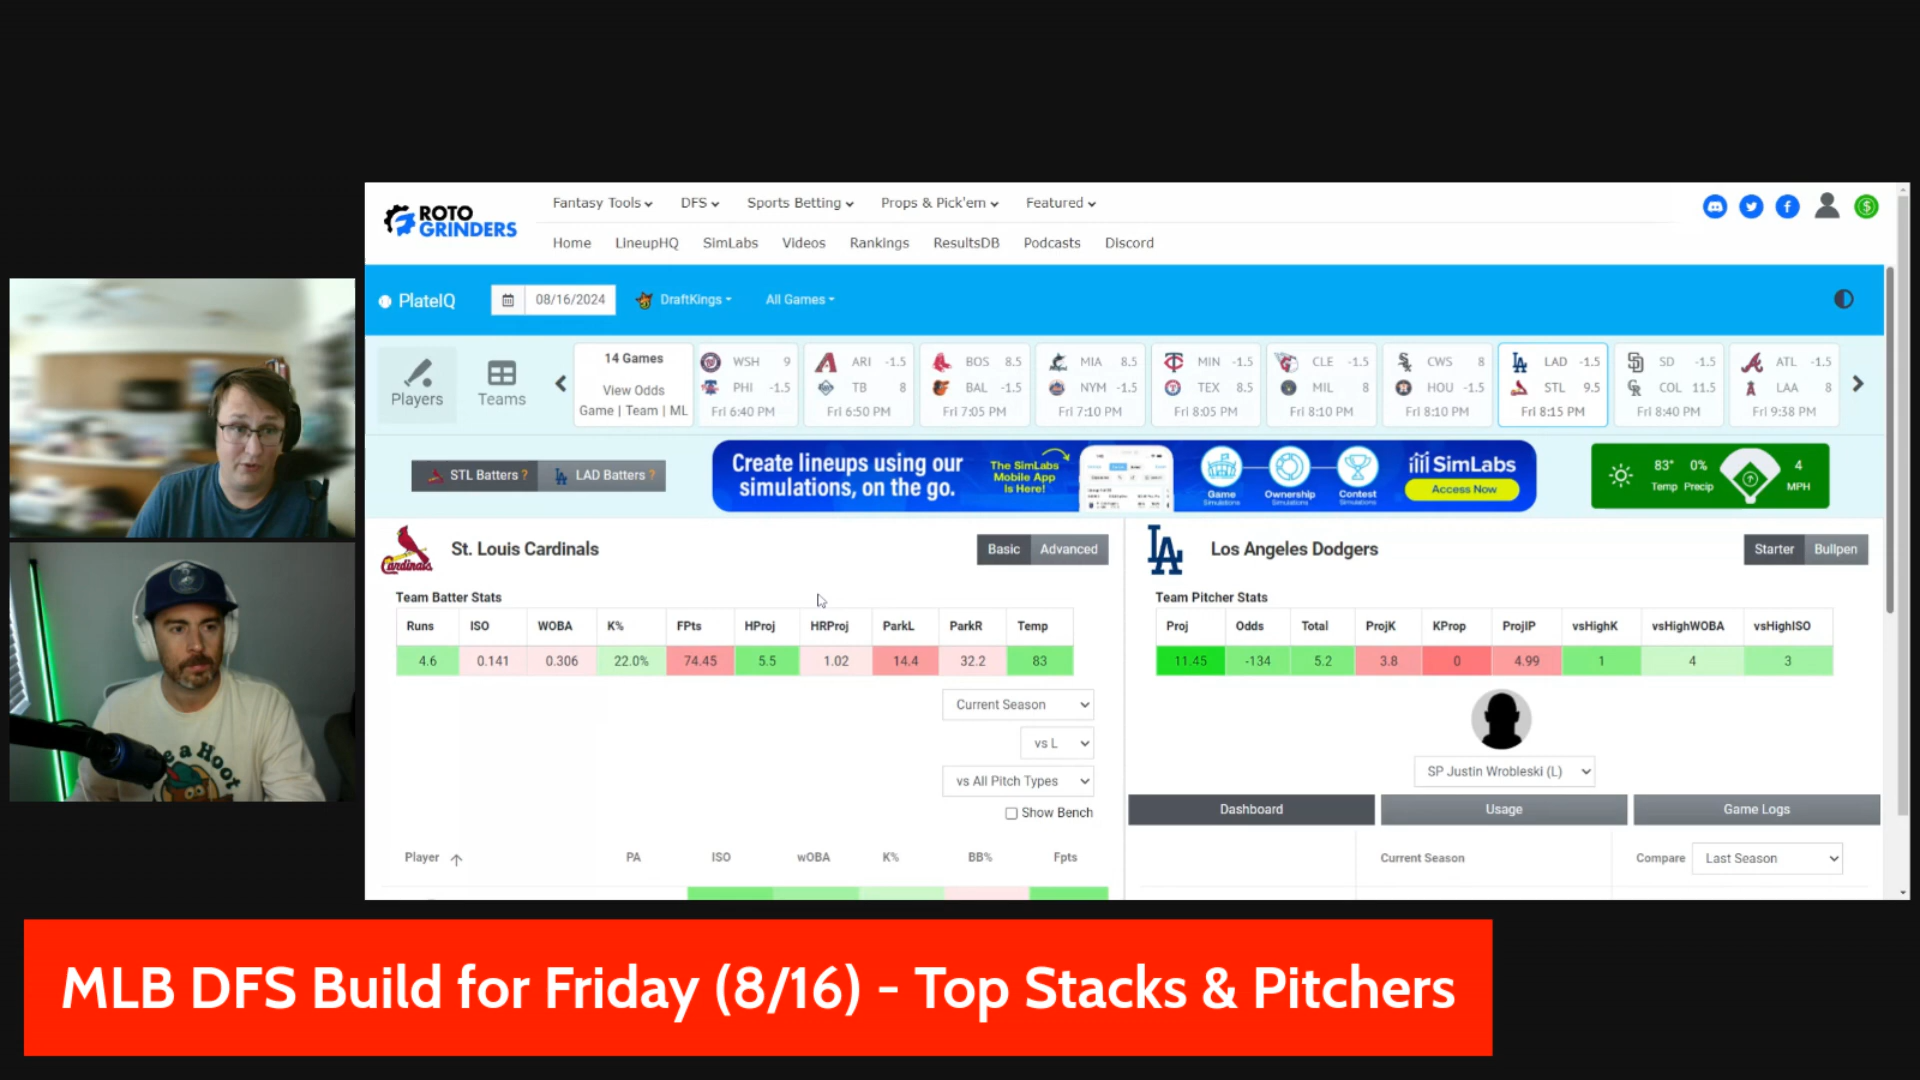 ROTO
GRINDERS
Fantasy Tools DFS Sports Betting Props & Pick'em Featured
Home LineupHQ SimLabs Videos Rankings ResultsDB Podcasts Discord
PlateIQ 08/16/2024 DraftKings All Games
Players
Teams
14 Games
View Odds
Game | Team | ML
WSH 9
PHI -1.5
Fri 6:40 PM
ARI -1.5
TB 8
Fri 6:50 PM
BOS 8.5
BAL -1.5
Fri 7:05 PM
MIA 8.5
NYM -1.5
Fri 7:10 PM
MIN -1.5
TEX 8.5
Fri 8:05 PM
CLE -1.5
MIL 8
Fri 8:10 PM
CWS 8
HOU -1.5
Fri 8:10 PM
LAD -1.5
STL 9.5
Fri 8:15 PM
SD -1.5
COL 11.5
Fri 8:40 PM
ATL -1.5
LAA 8
Fri 9:38 PM
STL Batters ? LAD Batters ?
Create lineups using our
simulations, on the go.
The SimLabs
Mobile App
Is Here!
Game
Simulations
Ownership
Simulations
Contest
Simulations
SimLabs
Access Now
83° 0% 4
Temp Precip MPH
Cardinals
St. Louis Cardinals
Basic Advanced
Team Batter Stats
Runs ISO WOBA K% FPts HProj HRProj ParkL ParkR Temp
4.6 0.141 0.306 22.0% 74.45 5.5 1.02 14.4 32.2 83
Current Season
vs L
vs All Pitch Types
Show Bench
Player PA ISO wOBA K% BB% Fpts
LA
Los Angeles Dodgers
Starter Bullpen
Team Pitcher Stats
Proj Odds Total ProjK KProp ProjIP vsHighK vsHighWOBA vsHighISO
11.45 -134 5.2 3.8 0 4.99 1 4 3
SP Justin Wrobleski (L)
Dashboard Usage Game Logs
Current Season Compare Last Season
e a Hoot
MLB DFS Build for Friday (8/16) - Top Stacks & Pitchers